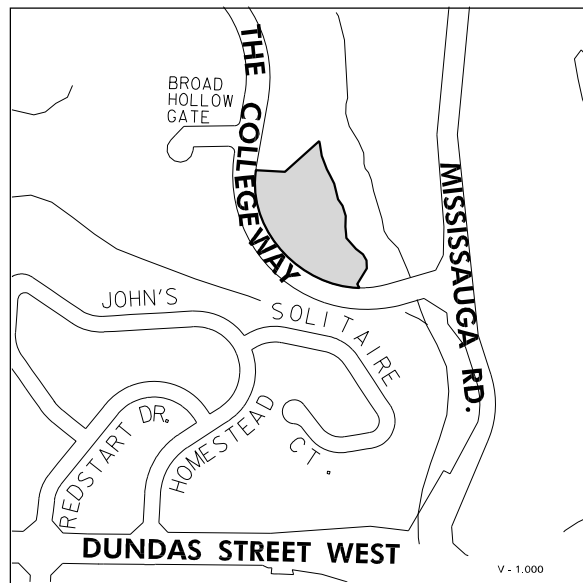 THE COLLEGEWAY
BROAD
HOLLOW
GATE
MISSISSAUGA RD.
JOHN'S
SOLITAIRE
CT.
HOMESTEAD
REDSTART DR.
DUNDAS STREET WEST
V - 1.000